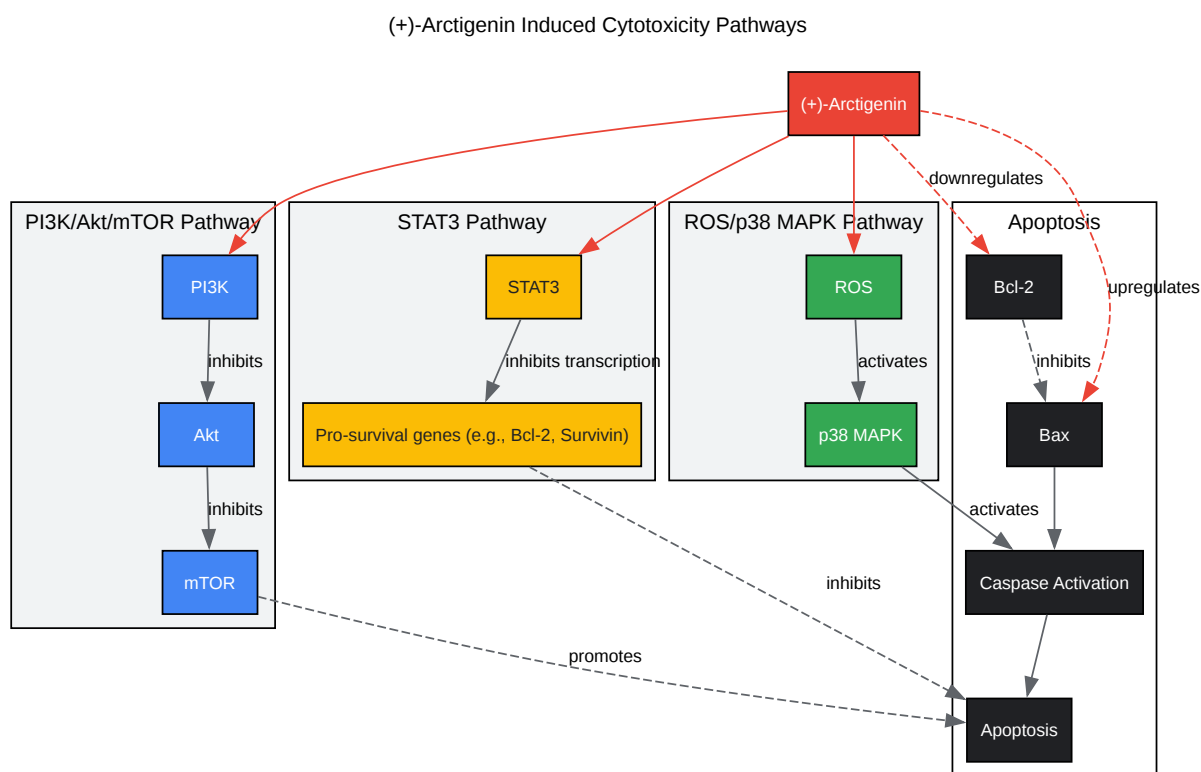 (+)-Arctigenin Induced Cytotoxicity Pathways
(+)-Arctigenin
downregulates
PI3K/Akt/mTOR Pathway
STAT3 Pathway
ROS/p38 MAPK Pathway
Apoptosis
PI3K
STAT3
ROS
Bcl-2
upregulates
inhibits
inhibits transcription
activates
inhibits
Akt
Pro-survival genes (e.g., Bcl-2, Survivin)
p38 MAPK
Bax
inhibits
activates
mTOR
inhibits
Caspase Activation
promotes
Apoptosis